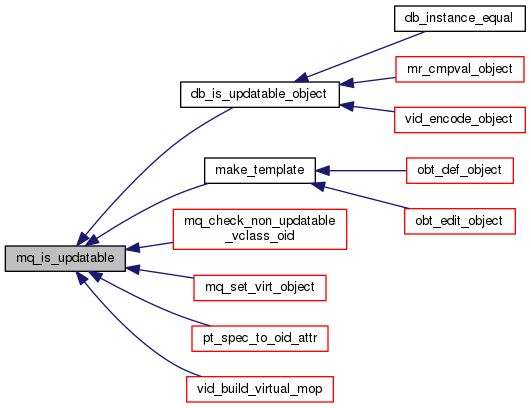 db_instance_equal
mr_cmpval_object
db_is_updatable_object
vid_encode_object
make_template
obt_def_object
obt_edit_object
mq_check_non_updatable
_vclass_oid
mq_is_updatable
mq_set_virt_object
pt_spec_to_oid_attr
vid_build_virtual_mop